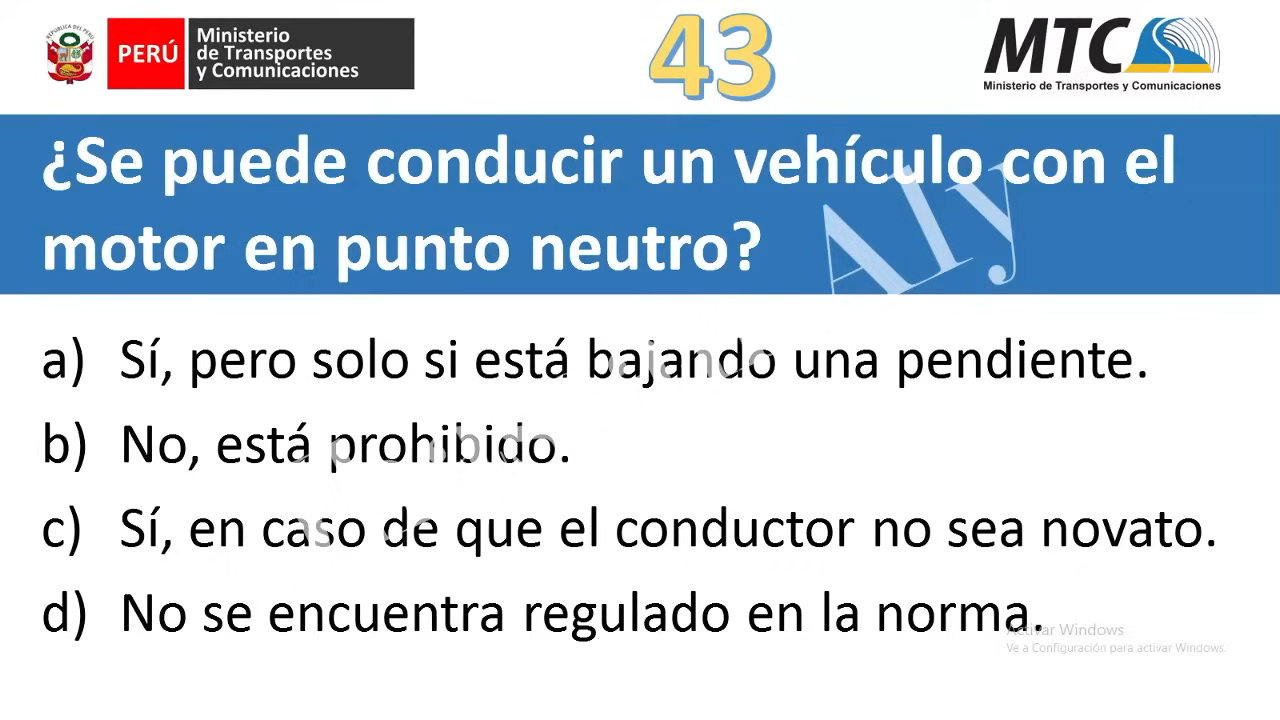 REPÚBLICA DEL PERÚ
PERÚ
Ministerio
de Transportes
y Comunicaciones
43
MTC
Ministerio de Transportes y Comunicaciones
¿Se puede conducir un vehículo con el
motor en punto neutro?
Aly
a) Sí, pero solo si está bajando una pendiente.
b) No, está prohibido.
c) Sí, en caso de que el conductor no sea novato.
d) No se encuentra regulado en la norma.
Activar Windows
Ve a Configuración para activar Windows.